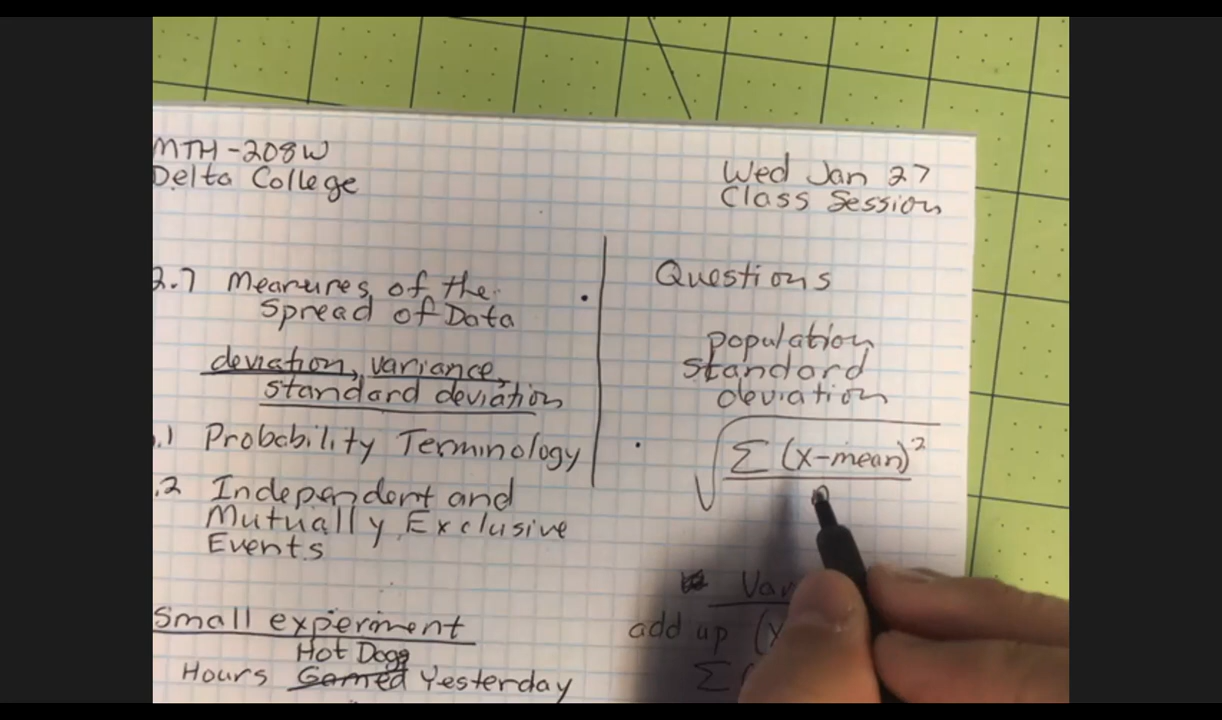 MTH-208W
Delta College
Wed Jan 27
Class Session
2.7 Measures of the
Spread of Data
deviation, variance,
standard deviation
.1 Probability Terminology
.2 Independent and
Mutually Exclusive
Events
Small experiment
Hot Dogs
Hours Gamed Yesterday
Questions
population
standard
deviation
√ Σ (x-mean)²
n
add up (x
Σ (